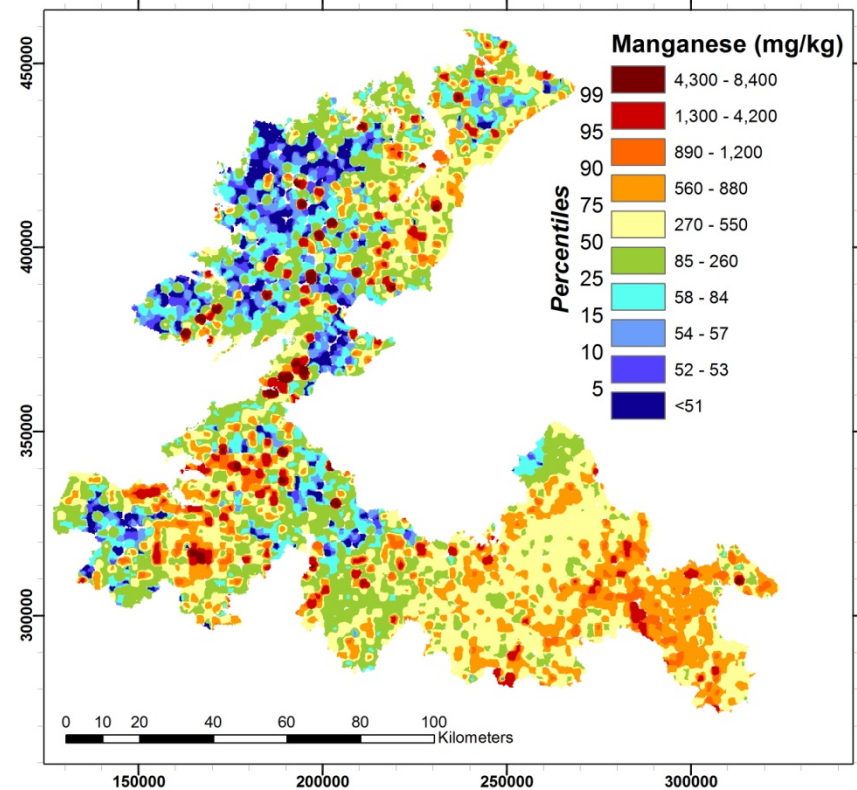 Manganese (mg/kg)
4,300 - 8,400
99
1,300 - 4,200
95
890 - 1,200
90
560 - 880
75
270 - 550
50
85 - 260
25
58 - 84
15
54 - 57
10
52 - 53
5
<51
Percentiles
450000
400000
350000
300000
0 10 20 40 60 80 100
Kilometers
150000 200000 250000 300000